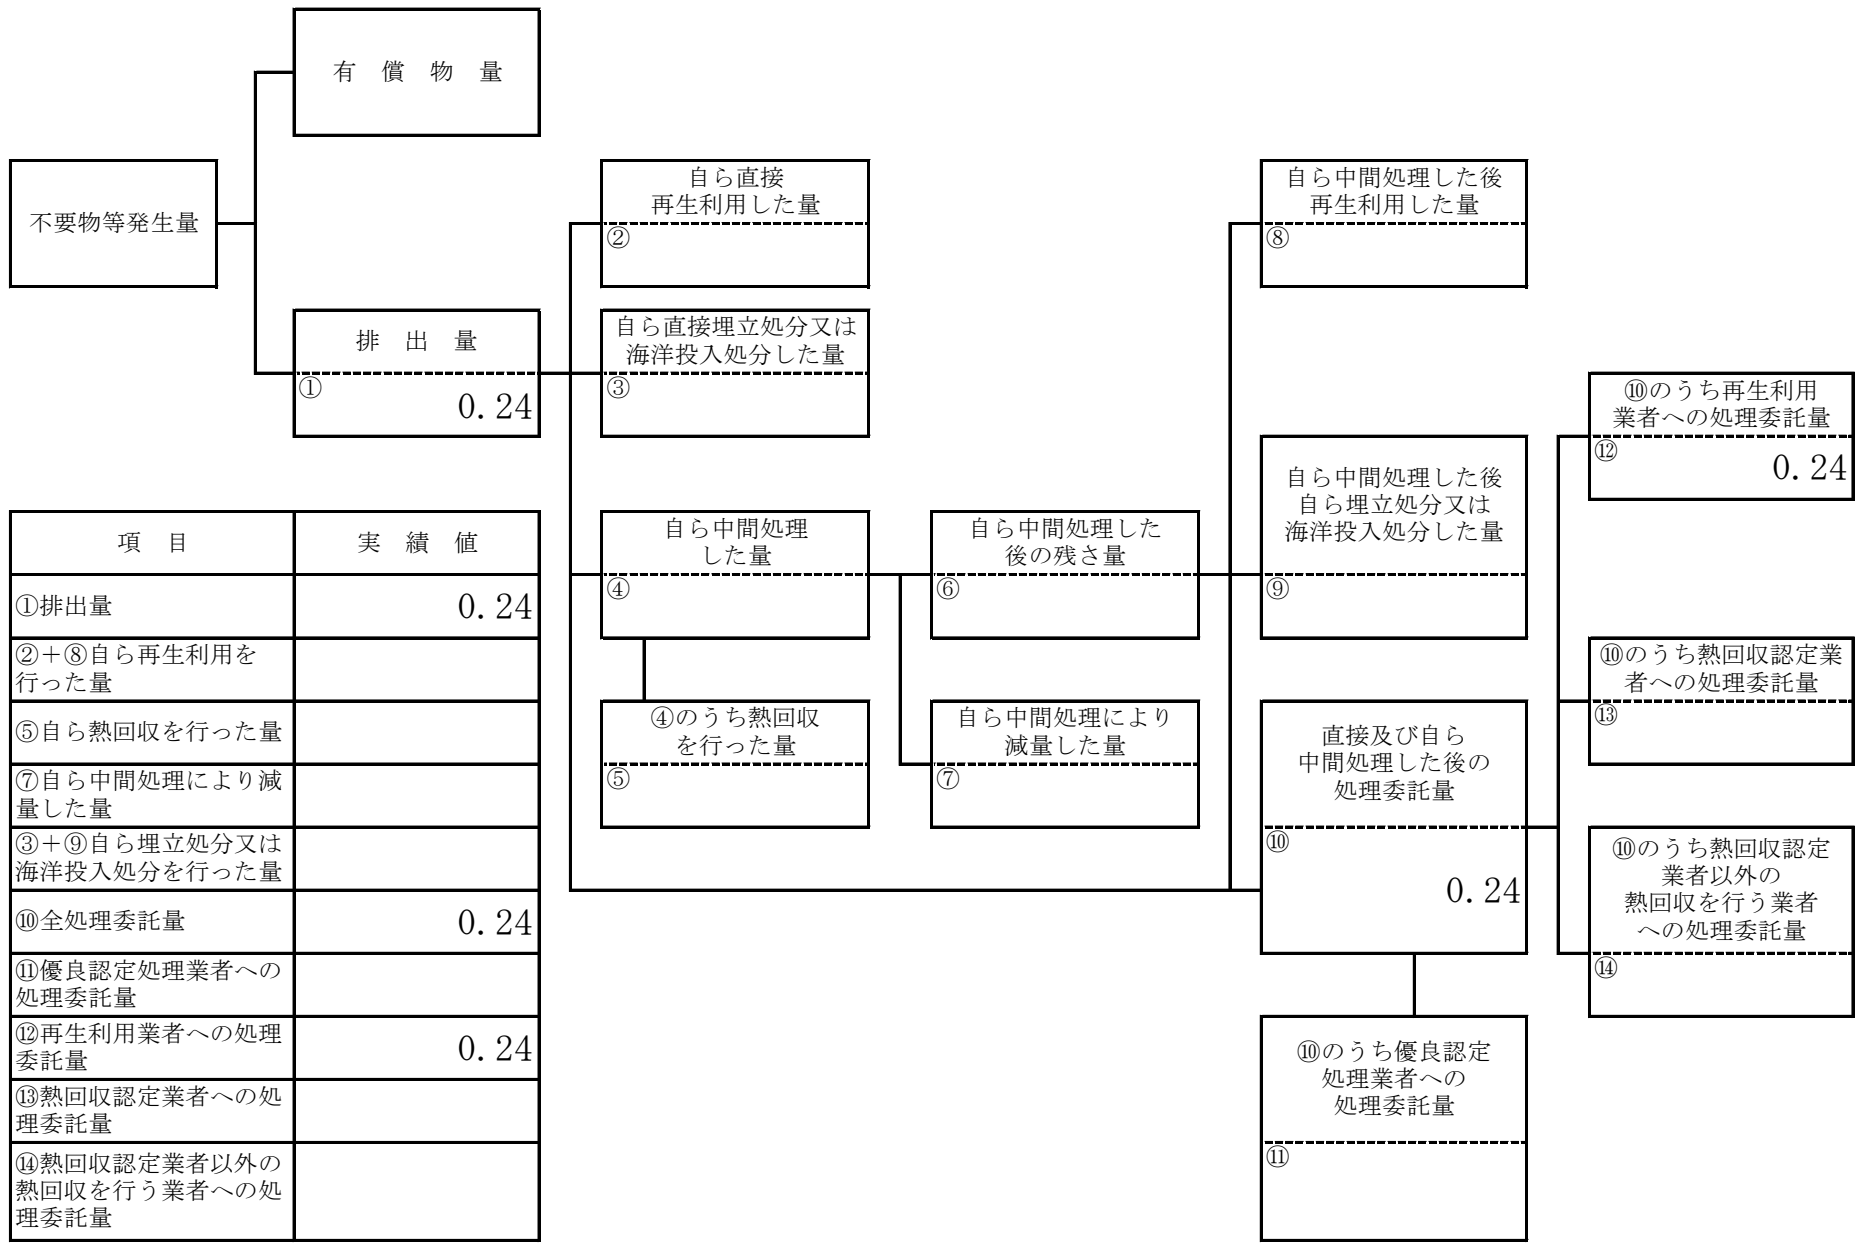 有 償 物 量
不要物等発生量
排 出 量
①
0.24
自ら直接
再生利用した量
②
自ら直接埋立処分又は
海洋投入処分した量
③
自ら中間処理
した量
④
④のうち熱回収
を行った量
⑤
自ら中間処理した
後の残さ量
⑥
自ら中間処理により
減量した量
⑦
自ら中間処理した後
再生利用した量
⑧
自ら中間処理した後
自ら埋立処分又は
海洋投入処分した量
⑨
直接及び自ら
中間処理した後の
処理委託量
⑩
0.24
⑩のうち優良認定
処理業者への
処理委託量
⑪
⑩のうち再生利用
業者への処理委託量
⑫
0.24
⑩のうち熱回収認定業
者への処理委託量
⑬
⑩のうち熱回収認定
業者以外の
熱回収を行う業者
への処理委託量
⑭
項 目
実 績 値
①排出量
0.24
②＋⑧自ら再生利用を
行った量
⑤自ら熱回収を行った量
⑦自ら中間処理により減
量した量
③＋⑨自ら埋立処分又は
海洋投入処分を行った量
⑩全処理委託量
0.24
⑪優良認定処理業者への
処理委託量
⑫再生利用業者への処理
委託量
0.24
⑬熱回収認定業者への処
理委託量
⑭熱回収認定業者以外の
熱回収を行う業者への処
理委託量